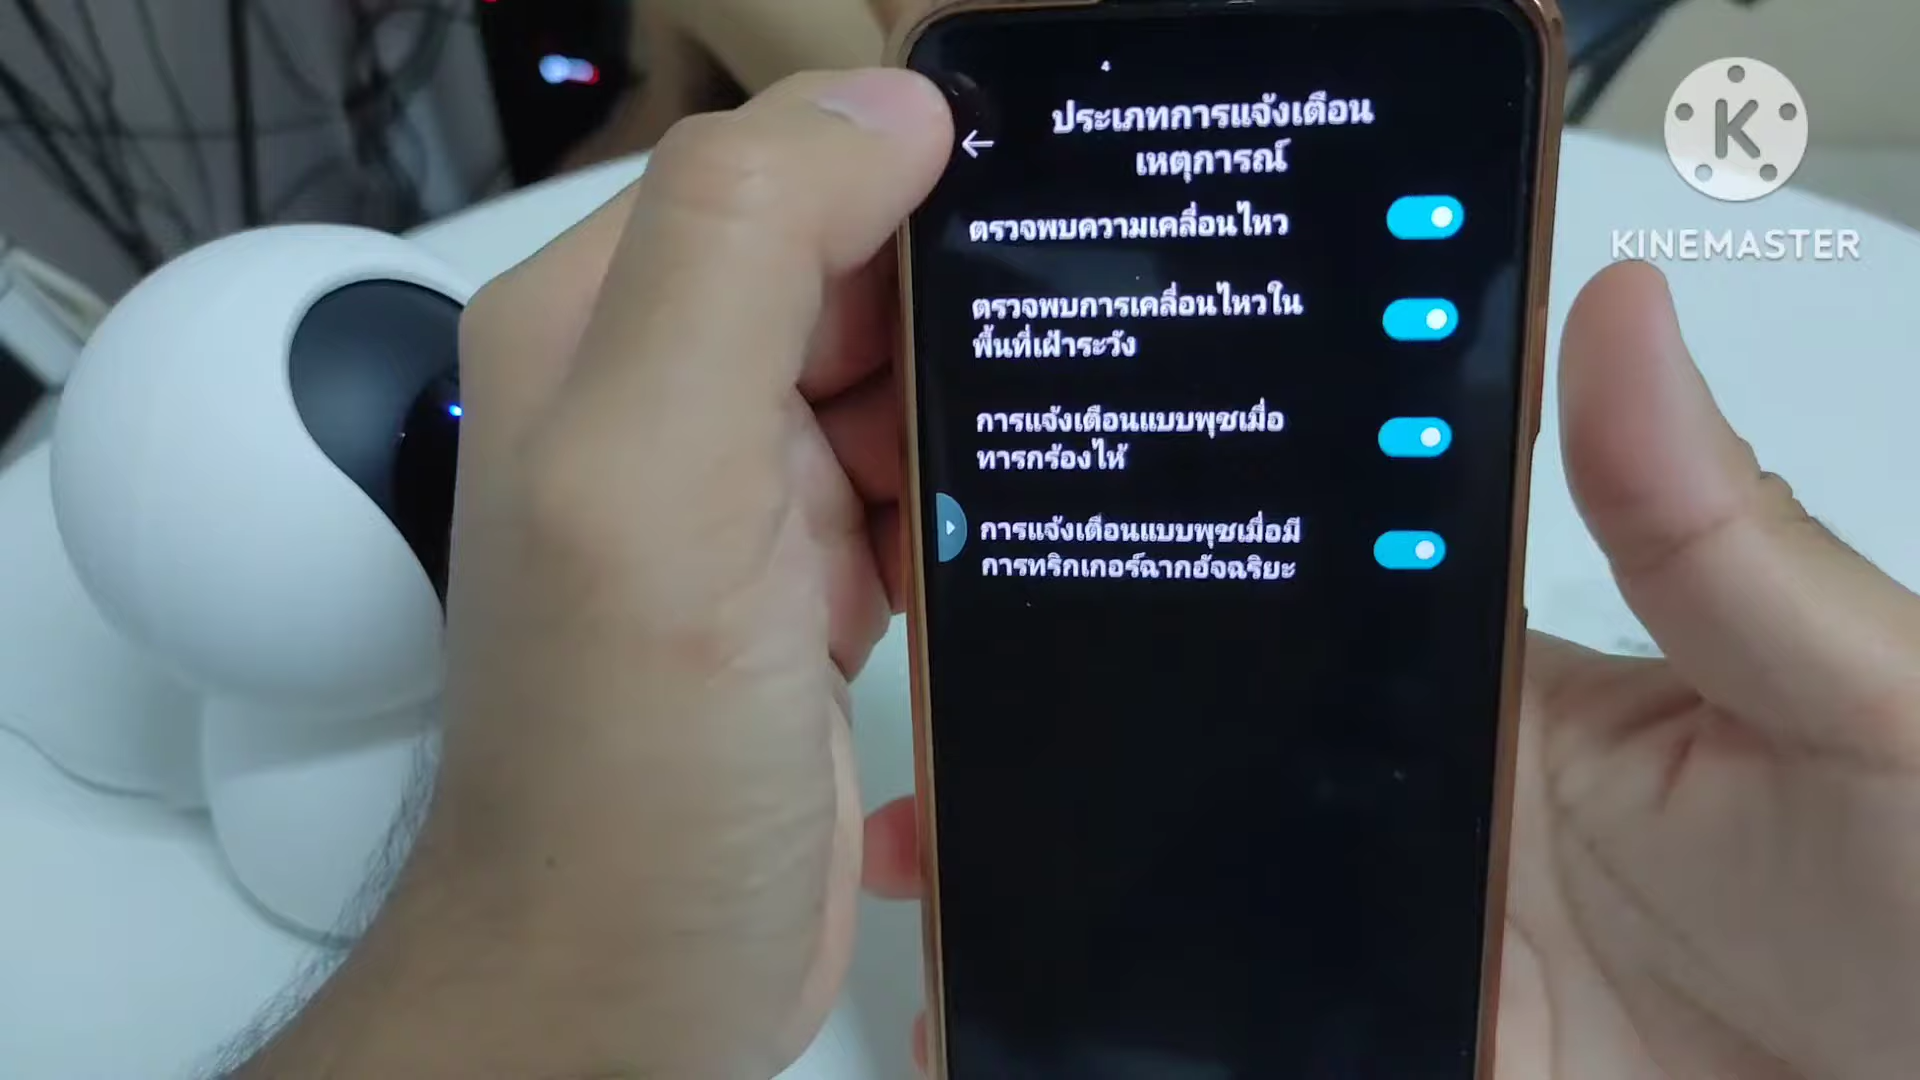 ประเภทการแจ้งเตือน
เหตุการณ์
ตรวจพบความเคลื่อนไหว
ตรวจพบการเคลื่อนไหวใน
พื้นที่เฝ้าระวัง
การแจ้งเตือนแบบพุชเมื่อ
ทารกร้องไห้
การแจ้งเตือนแบบพุชเมื่อมี
การทริกเกอร์ฉากอัจฉริยะ
K
KINEMASTER